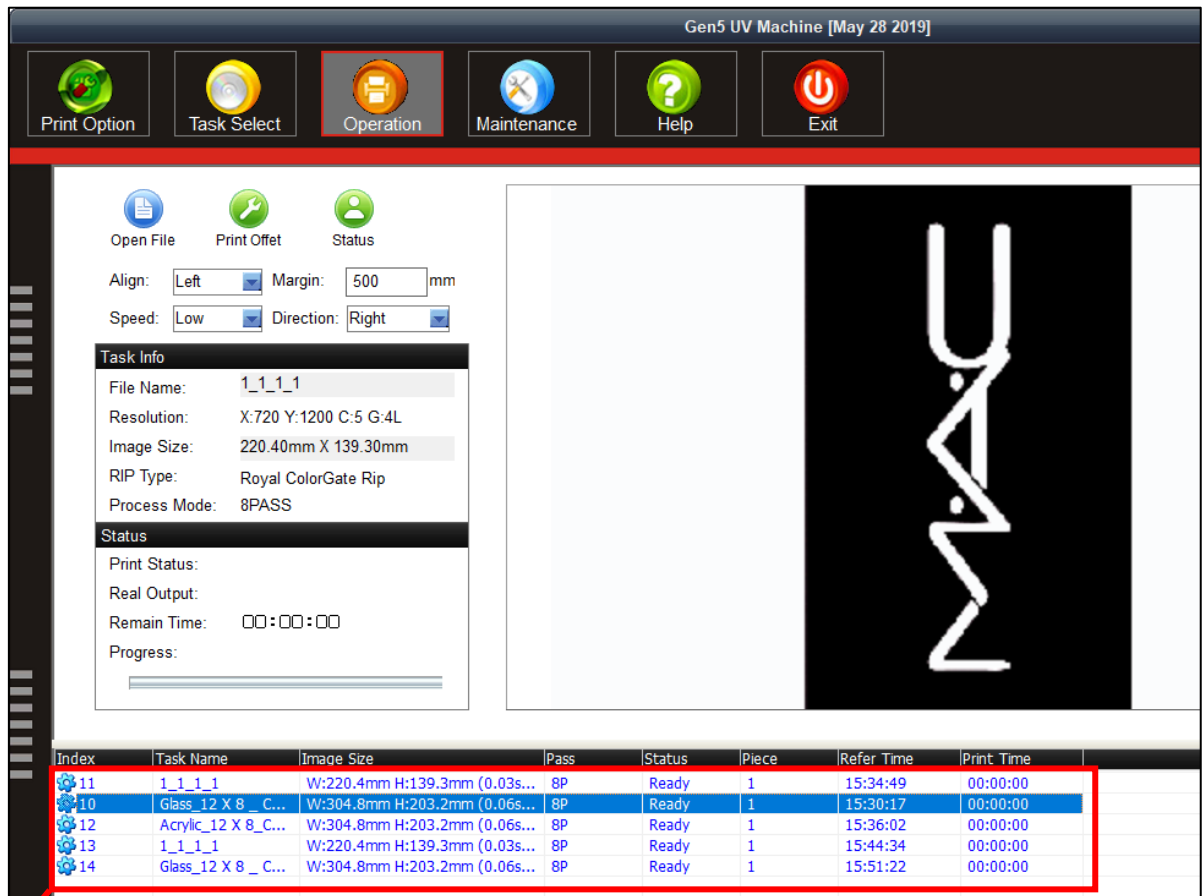 Gen5 UV Machine [May 28 2019]
Print Option Task Select Operation Maintenance Help Exit
Open File Print Offet Status
Align: Left Margin: 500 mm
Speed: Low Direction: Right
Task Info
File Name: 1_1_1_1
Resolution: X:720 Y:1200 C:5 G:4L
Image Size: 220.40mm X 139.30mm
RIP Type: Royal ColorGate Rip
Process Mode: 8PASS
Status
Print Status:
Real Output:
Remain Time: 00:00:00
Progress:
MAC
Index Task Name Image Size Pass Status Piece Refer Time Print Time
11 1_1_1_1 W:220.4mm H:139.3mm (0.03s... 8P Ready 1 15:34:49 00:00:00
10 Glass_12 X 8 _ C... W:304.8mm H:203.2mm (0.06s... 8P Ready 1 15:30:17 00:00:00
12 Acrylic_12 X 8_C... W:304.8mm H:203.2mm (0.06s... 8P Ready 1 15:36:02 00:00:00
13 1_1_1_1 W:220.4mm H:139.3mm (0.03s... 8P Ready 1 15:44:34 00:00:00
14 Glass_12 X 8 _ C... W:304.8mm H:203.2mm (0.06s... 8P Ready 1 15:51:22 00:00:00